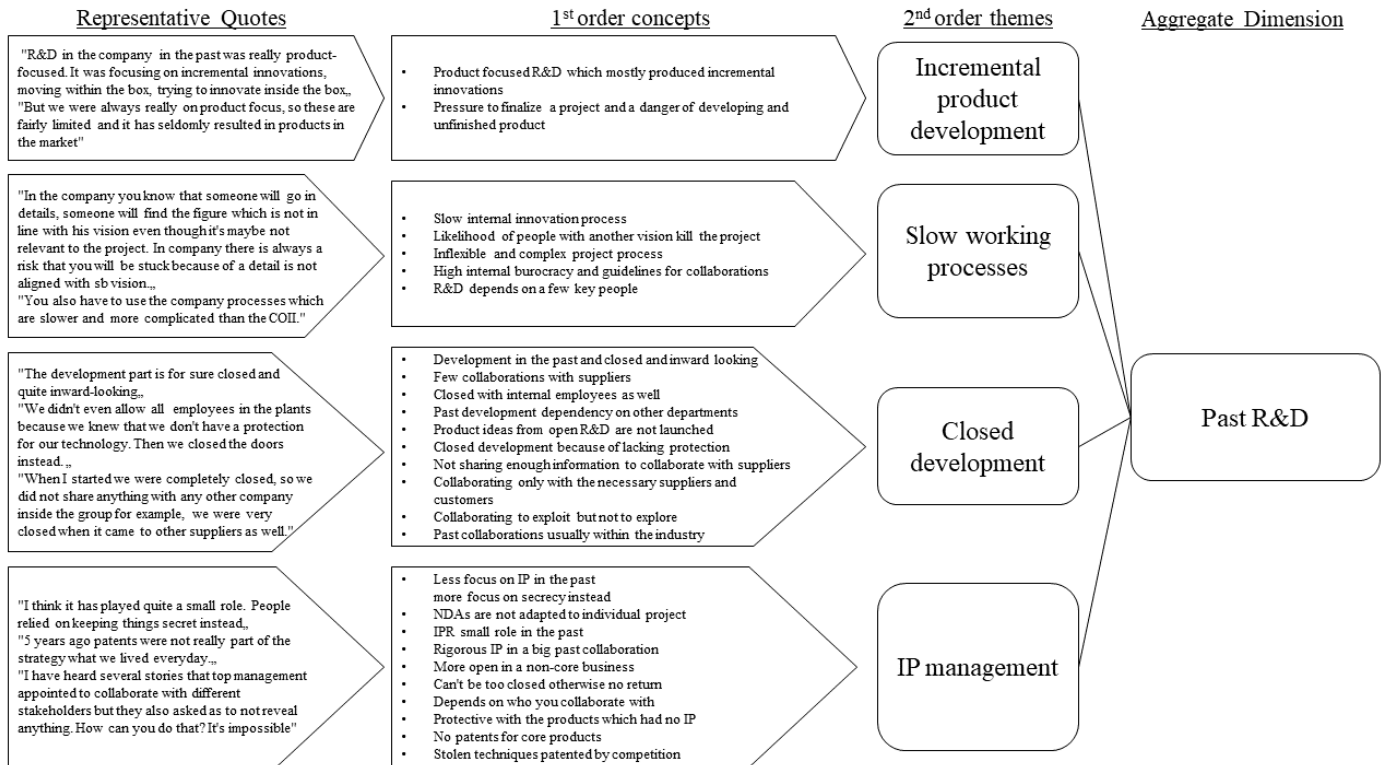 Representative Quotes
1st order concepts
2nd order themes
Aggregate Dimension
"R&D in the company in the past was really product-
focused. It was focusing on incremental innovations,
moving within the box, trying to innovate inside the box„
"But we were always really on product focus, so these are
fairly limited and it has seldomly resulted in products in
the market"
• Product focused R&D which mostly produced incremental
innovations
• Pressure to finalize a project and a danger of developing and
unfinished product
Incremental
product
development
"In the company you know that someone will go in
details, someone will find the figure which is not in
line with his vision even though it's maybe not
relevant to the project. In company there is always a
risk that you will be stuck because of a detail is not
aligned with sb vision.„
"You also have to use the company processes which
are slower and more complicated than the COII."
• Slow internal innovation process
• Likelihood of people with another vision kill the project
• Inflexible and complex project process
• High internal burocracy and guidelines for collaborations
• R&D depends on a few key people
Slow working
processes
"The development part is for sure closed and
quite inward-looking„
"We didn't even allow all employees in the plants
because we knew that we don't have a protection
for our technology. Then we closed the doors
instead. „
"When I started we were completely closed, so we
did not share anything with any other company
inside the group for example, we were very
closed when it came to other suppliers as well."
• Development in the past and closed and inward looking
• Few collaborations with suppliers
• Closed with internal employees as well
• Past development dependency on other departments
• Product ideas from open R&D are not launched
• Closed development because of lacking protection
• Not sharing enough information to collaborate with suppliers
• Collaborating only with the necessary suppliers and
customers
• Collaborating to exploit but not to explore
• Past collaborations usually within the industry
Closed
development
Past R&D
"I think it has played quite a small role. People
relied on keeping things secret instead„
"5 years ago patents were not really part of the
strategy what we lived everyday.„
"I have heard several stories that top management
appointed to collaborate with different
stakeholders but they also asked as to not reveal
anything. How can you do that? It's impossible"
• Less focus on IP in the past
more focus on secrecy instead
• NDAs are not adapted to individual project
• IPR small role in the past
• Rigorous IP in a big past collaboration
• More open in a non-core business
• Can't be too closed otherwise no return
• Depends on who you collaborate with
• Protective with the products which had no IP
• No patents for core products
• Stolen techniques patented by competition
IP management